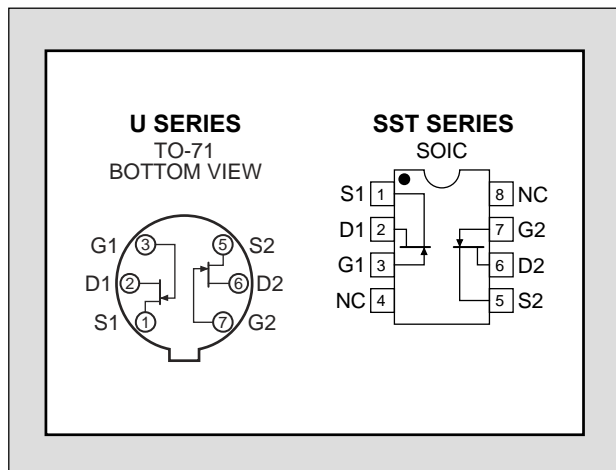 U SERIES
TO-71
BOTTOM VIEW
G1 3 5 S2
D1 2 6 D2
S1 1 7 G2
SST SERIES
SOIC
S1 1 8 NC
D1 2 7 G2
G1 3 6 D2
NC 4 5 S2